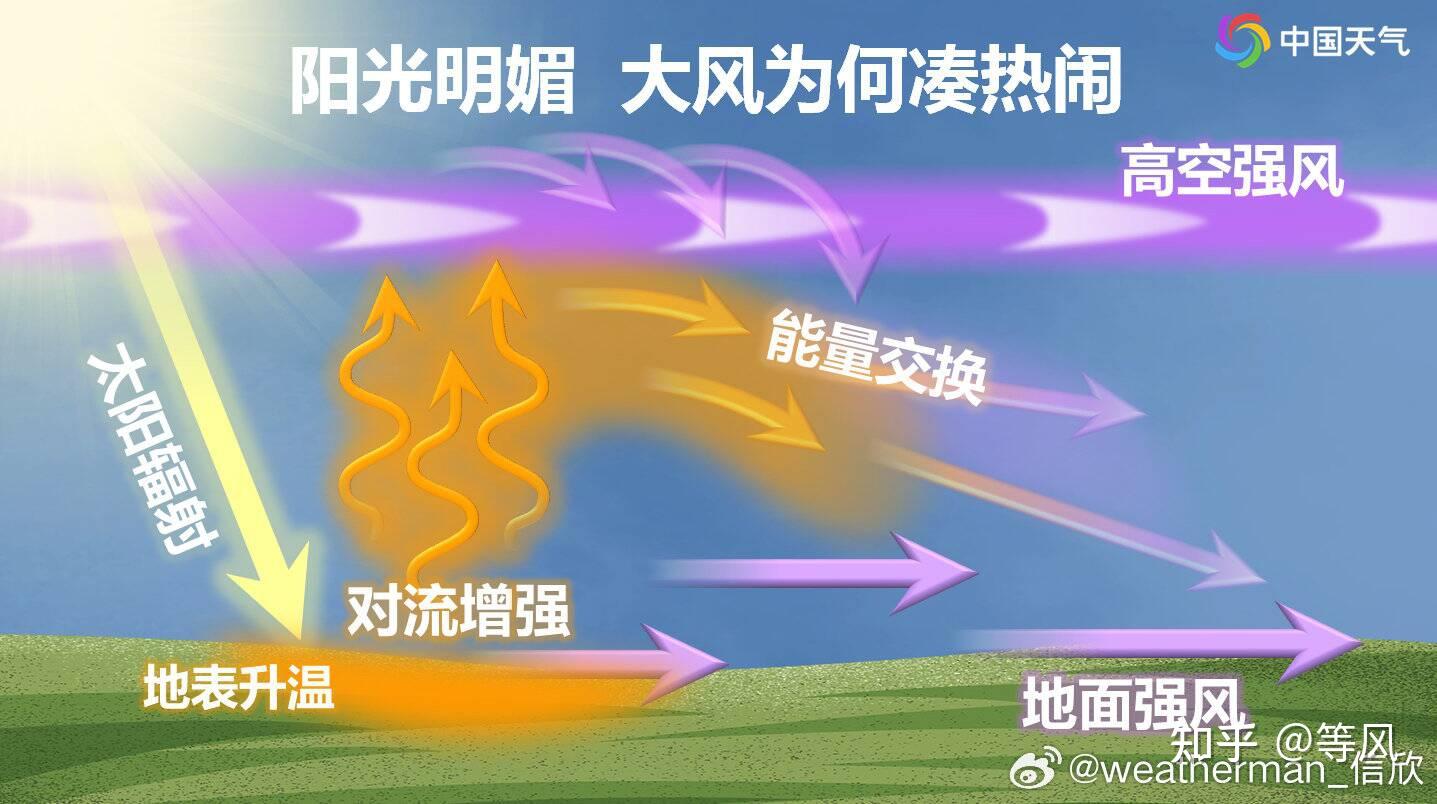 中国天气
阳光明媚 大风为何凑热闹
高空强风
能量交换
太阳辐射
对流增强
地表升温
地面强风
知乎 @等风
@weatherman_信欣